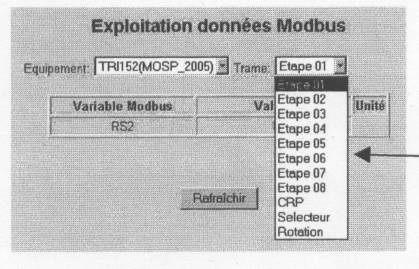 Exploitation données Modbus
Equipement: TRI152(MOSP_2005) Trame: Etape 01
Variable Modbus Val Unité
RS2
Etape 01
Etape 02
Etape 03
Etape 04
Etape 05
Etape 06
Etape 07
Etape 08
CRP
Selecteur
Rotation
Rafraîchir